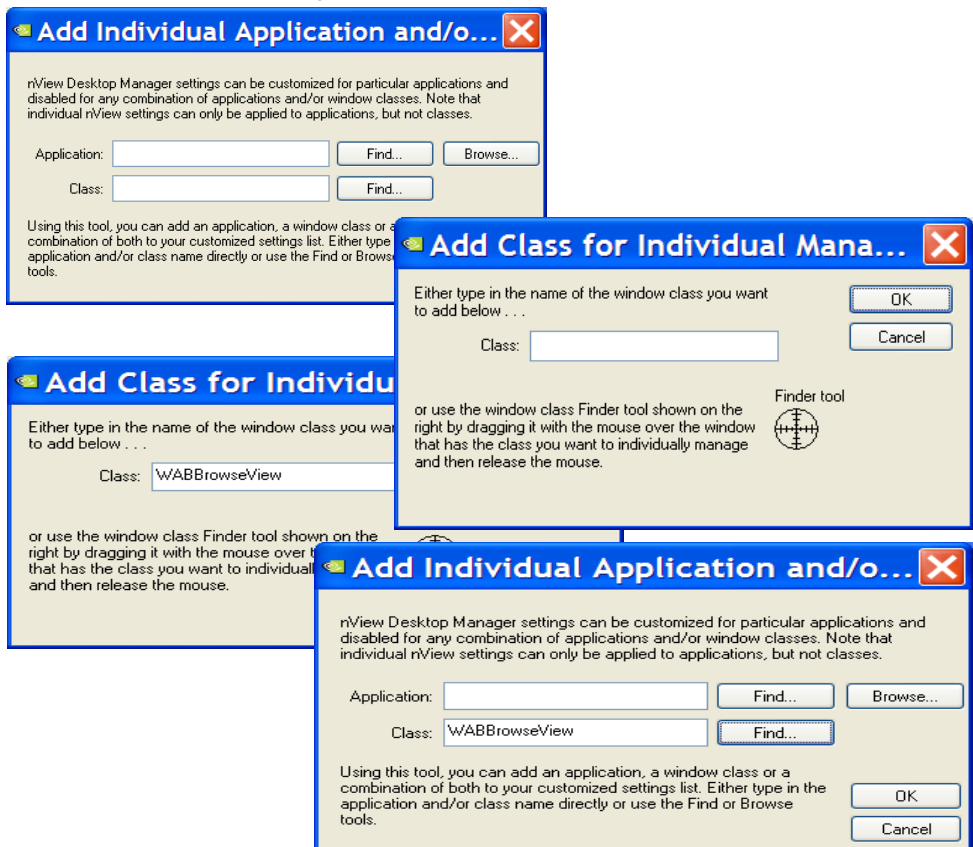 Add Individual Application and/o...
nView Desktop Manager settings can be customized for particular applications and
disabled for any combination of applications and/or window classes. Note that
individual nView settings can only be applied to applications, but not classes.
Application: Find... Browse...
Class: Find...
Using this tool, you can add an application, a window class or a
combination of both to your customized settings list. Either type
application and/or class name directly or use the Find or Brows
tools.
Add Class for Individual Mana...
Either type in the name of the window class you want
to add below . . .
OK
Cancel
Class:
Finder tool
or use the window class Finder tool shown on the
right by dragging it with the mouse over the window
that has the class you want to individually manage
and then release the mouse.
Add Class for Individu
Either type in the name of the window class you wa
to add below . . .
Class: WABBrowseView
or use the window class Finder tool shown on the
right by dragging it with the mouse over
that has the class you want to individuall
and then release the mouse.
Add Individual Application and/o...
nView Desktop Manager settings can be customized for particular applications and
disabled for any combination of applications and/or window classes. Note that
individual nView settings can only be applied to applications, but not classes.
Application: Find... Browse...
Class: WABBrowseView Find...
Using this tool, you can add an application, a window class or a
combination of both to your customized settings list. Either type in the
application and/or class name directly or use the Find or Browse
tools.
OK
Cancel